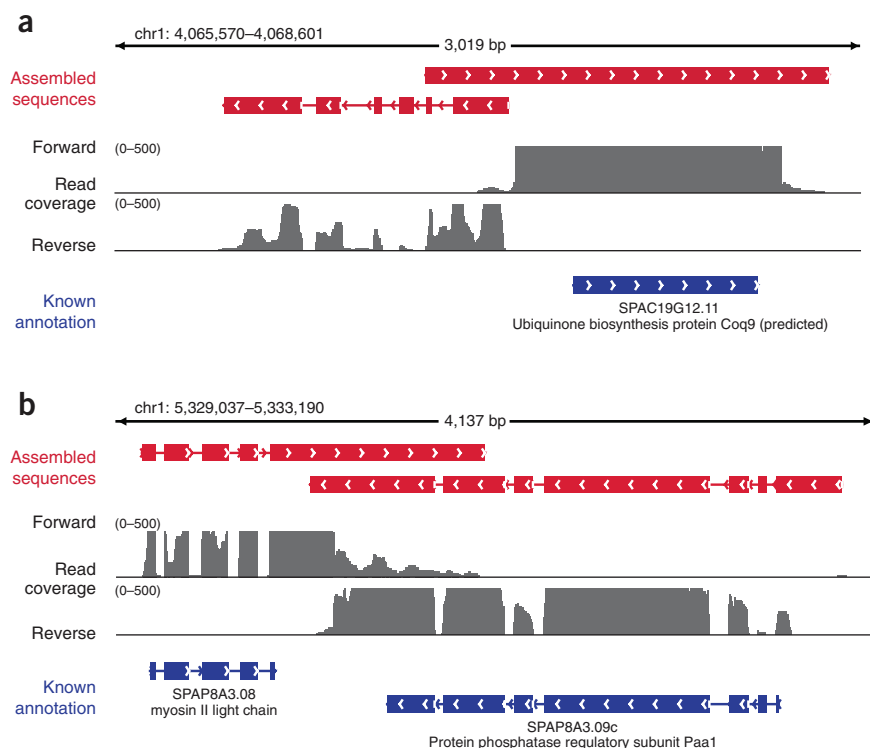 a
chr1: 4,065,570–4,068,601
3,019 bp
Assembled
sequences
Forward
(0–500)
Read
coverage
(0–500)
Reverse
Known
annotation
SPAC19G12.11
Ubiquinone biosynthesis protein Coq9 (predicted)
b
chr1: 5,329,037–5,333,190
4,137 bp
Assembled
sequences
Forward
(0–500)
Read
coverage
(0–500)
Reverse
Known
annotation
SPAP8A3.08
myosin II light chain
SPAP8A3.09c
Protein phosphatase regulatory subunit Paa1